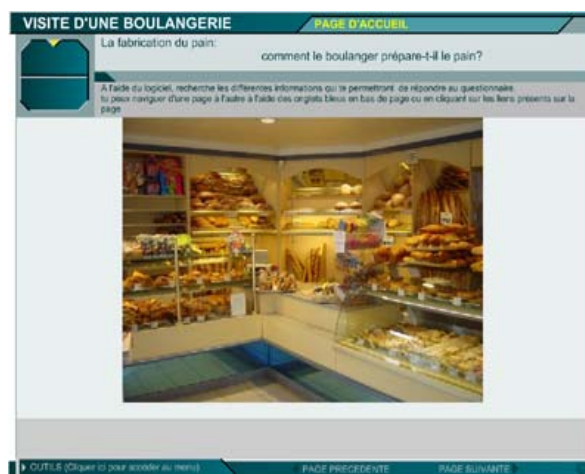 VISITE D'UNE BOULANGERIE
PAGE D'ACCUEIL
La fabrication du pain:
comment le boulanger prépare-t-il le pain?
A l'aide du logiciel, recherche les différentes informations qui te permettront de répondre au questionnaire.
tu peux naviguer d'une page à l'autre à l'aide des onglets bleus en bas de page ou en cliquant sur les liens présents sur la
page
OUTILS (Cliquer ici pour accéder au menu)
PAGE PRECEDENTE
PAGE SUIVANTE